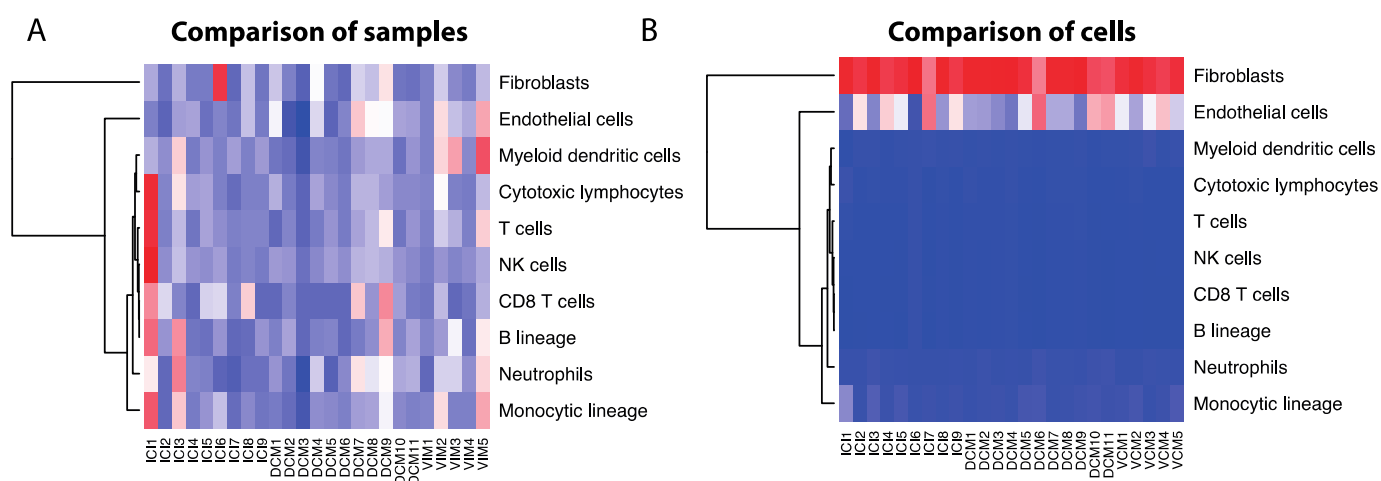 A
Comparison of samples
Fibroblasts
Endothelial cells
Myeloid dendritic cells
Cytotoxic lymphocytes
T cells
NK cells
CD8 T cells
B lineage
Neutrophils
Monocytic lineage
ICI1
ICI2
ICI3
ICI4
ICI5
ICI6
ICI7
ICI8
ICI9
DCM1
DCM2
DCM3
DCM4
DCM5
DCM6
DCM7
DCM8
DCM9
DCM10
DCM11
VIM1
VIM2
VIM3
VIM4
VIM5
B
Comparison of cells
Fibroblasts
Endothelial cells
Myeloid dendritic cells
Cytotoxic lymphocytes
T cells
NK cells
CD8 T cells
B lineage
Neutrophils
Monocytic lineage
ICI1
ICI2
ICI3
ICI4
ICI5
ICI6
ICI7
ICI8
ICI9
DCM1
DCM2
DCM3
DCM4
DCM5
DCM6
DCM7
DCM8
DCM9
DCM10
DCM11
VCM1
VCM2
VCM3
VCM4
VCM5